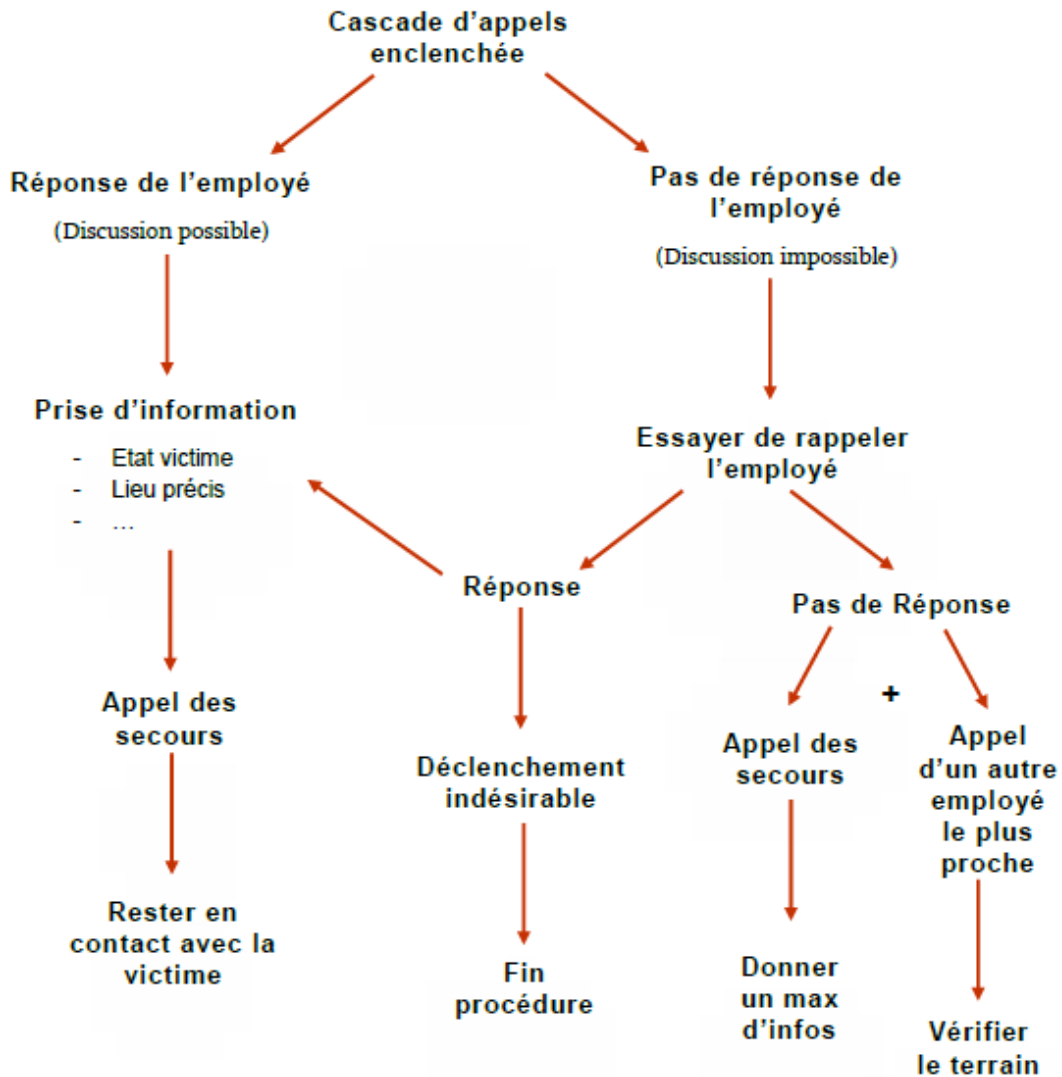 Cascade d'appels
enclenchée
Réponse de l'employé
(Discussion possible)
Pas de réponse de
l'employé
(Discussion impossible)
Prise d'information
- Etat victime
- Lieu précis
- ...
Essayer de rappeler
l'employé
Réponse
Pas de Réponse
Appel des
secours
Déclenchement
indésirable
+
Appel des
secours
Appel
d'un autre
employé
le plus
proche
Rester en
contact avec la
victime
Fin
procédure
Donner
un max
d'infos
Vérifier
le terrain